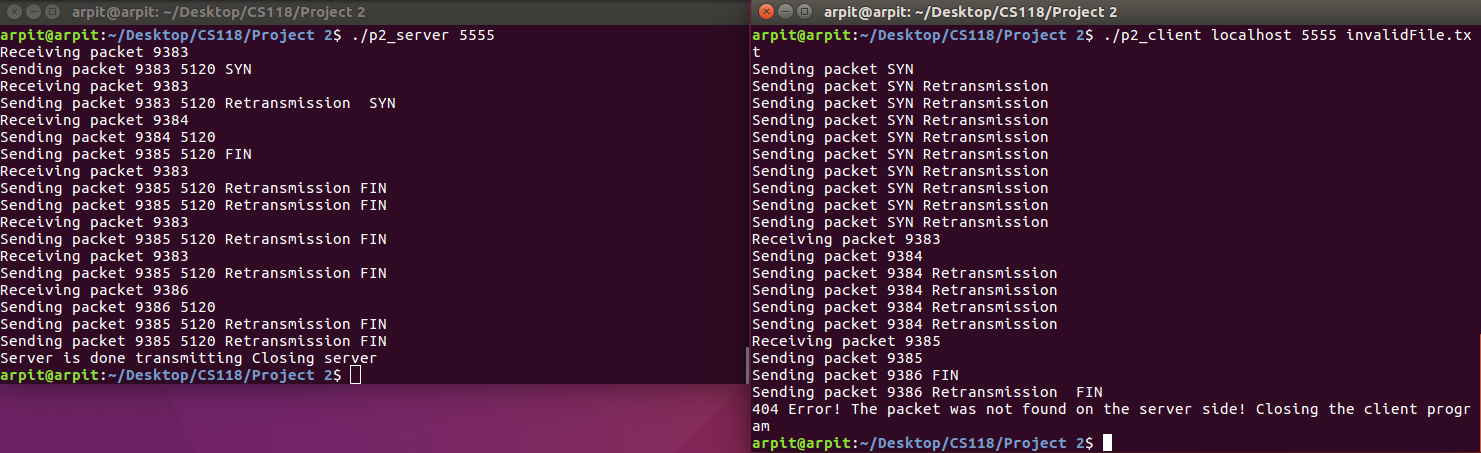 arpit@arpit: ~/Desktop/CS118/Project 2
arpit@arpit:~/Desktop/CS118/Project 2$ ./p2_server 5555
Receiving packet 9383
Sending packet 9383 5120 SYN
Receiving packet 9383
Sending packet 9383 5120 Retransmission  SYN
Receiving packet 9384
Sending packet 9384 5120
Sending packet 9385 5120 FIN
Receiving packet 9383
Sending packet 9385 5120 Retransmission FIN
Sending packet 9385 5120 Retransmission FIN
Receiving packet 9383
Sending packet 9385 5120 Retransmission FIN
Receiving packet 9383
Sending packet 9385 5120 Retransmission FIN
Receiving packet 9386
Sending packet 9386 5120
Sending packet 9385 5120 Retransmission FIN
Sending packet 9385 5120 Retransmission FIN
Server is done transmitting Closing server
arpit@arpit:~/Desktop/CS118/Project 2$
arpit@arpit: ~/Desktop/CS118/Project 2
arpit@arpit:~/Desktop/CS118/Project 2$ ./p2_client localhost 5555 invalidFile.tx
t
Sending packet SYN
Sending packet SYN Retransmission
Sending packet SYN Retransmission
Sending packet SYN Retransmission
Sending packet SYN Retransmission
Sending packet SYN Retransmission
Sending packet SYN Retransmission
Sending packet SYN Retransmission
Sending packet SYN Retransmission
Sending packet SYN Retransmission
Receiving packet 9383
Sending packet 9384
Sending packet 9384 Retransmission
Sending packet 9384 Retransmission
Sending packet 9384 Retransmission
Sending packet 9384 Retransmission
Receiving packet 9385
Sending packet 9385
Sending packet 9386 FIN
Sending packet 9386 Retransmission  FIN
404 Error! The packet was not found on the server side! Closing the client progr
am
arpit@arpit:~/Desktop/CS118/Project 2$